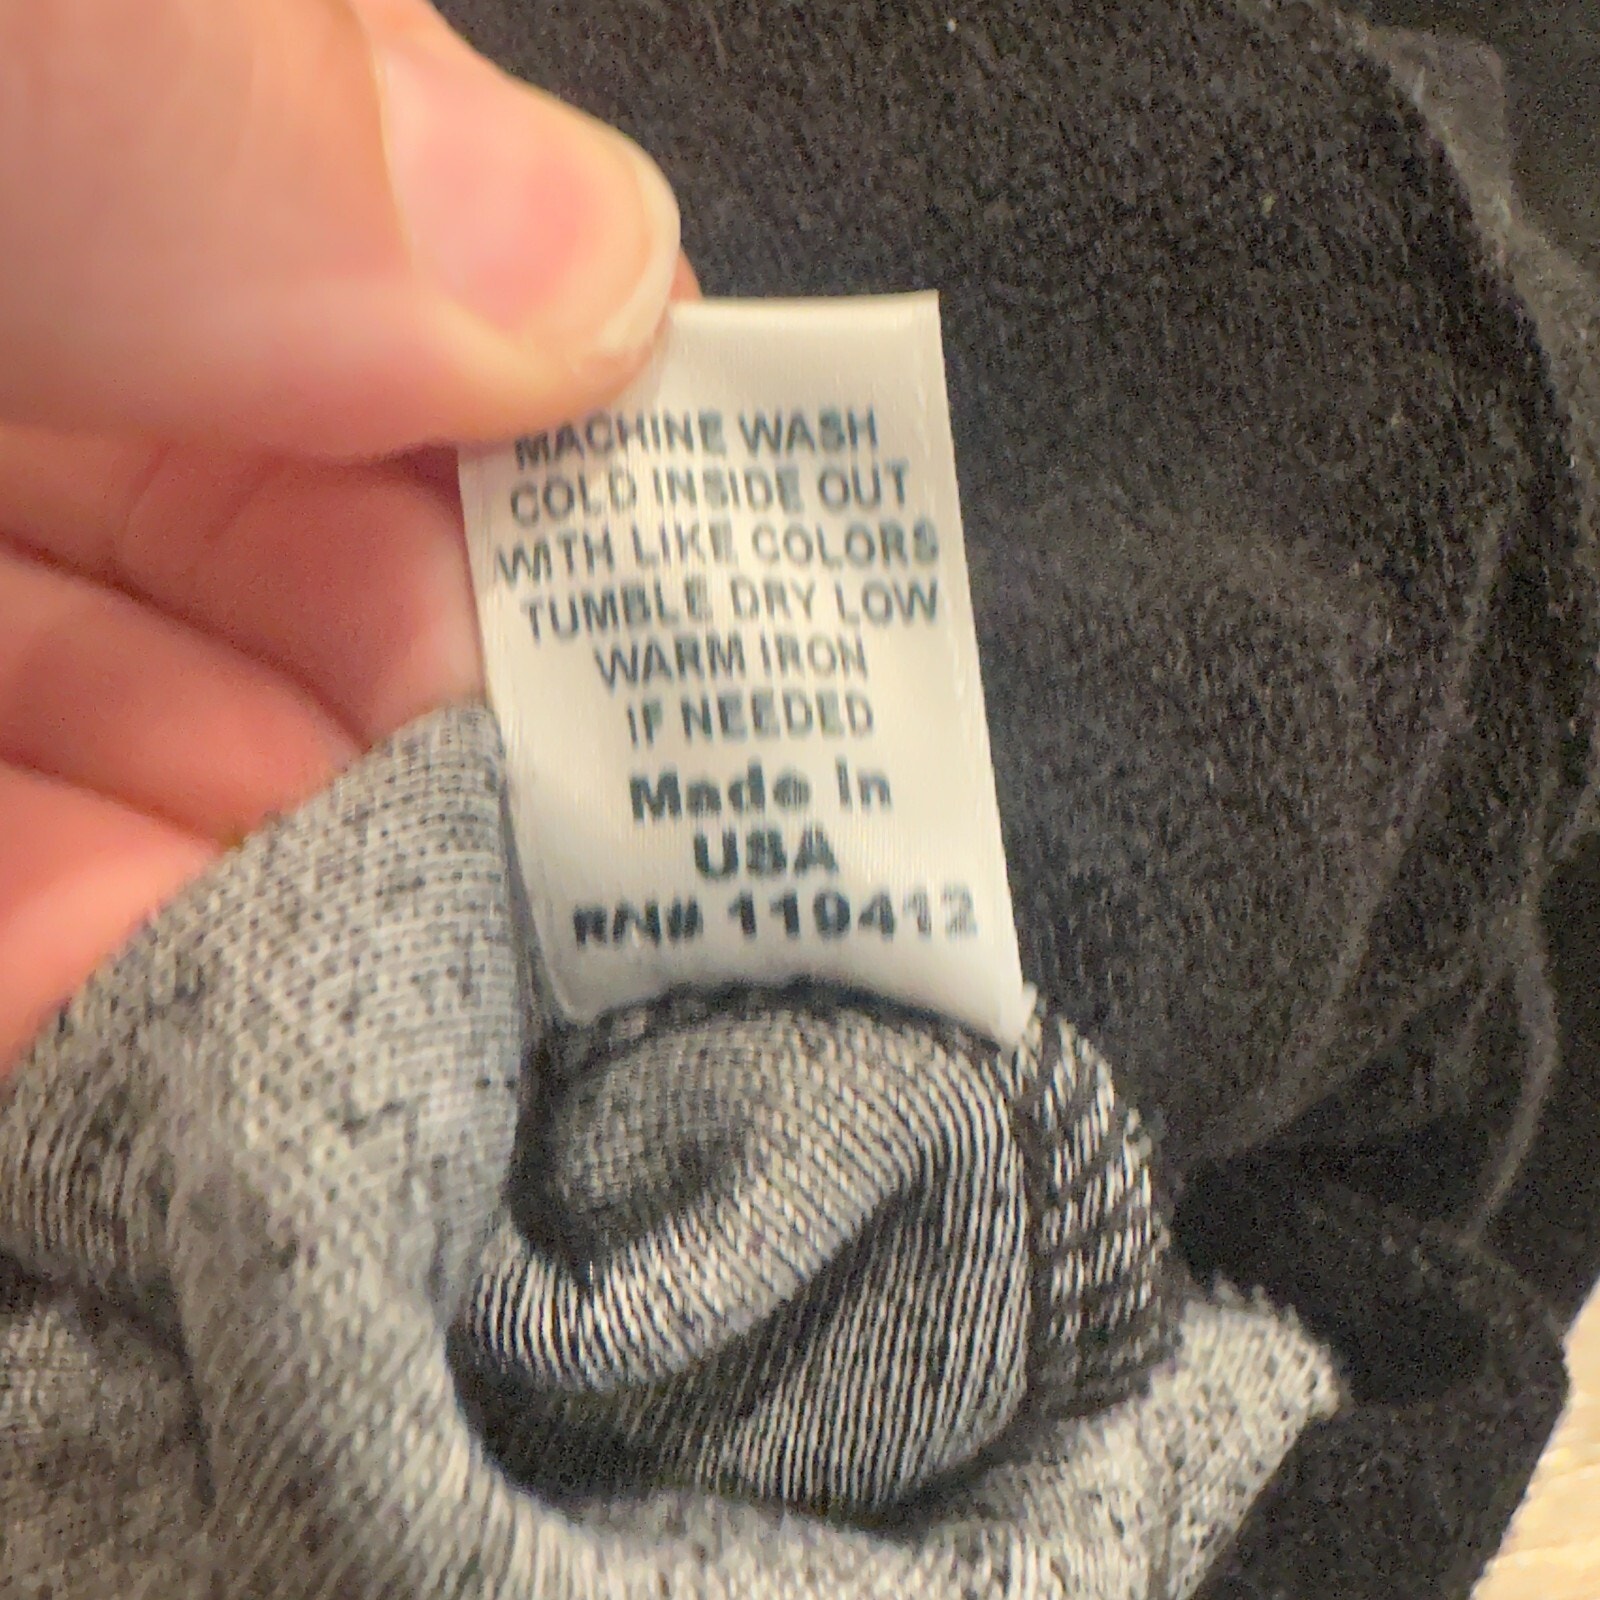 MACHINE WASH
COLD INSIDE OUT
WITH LIKE COLORS
TUMBLE DRY LOW
WARM IRON
IF NEEDED
Made in
USA
RN# 119412